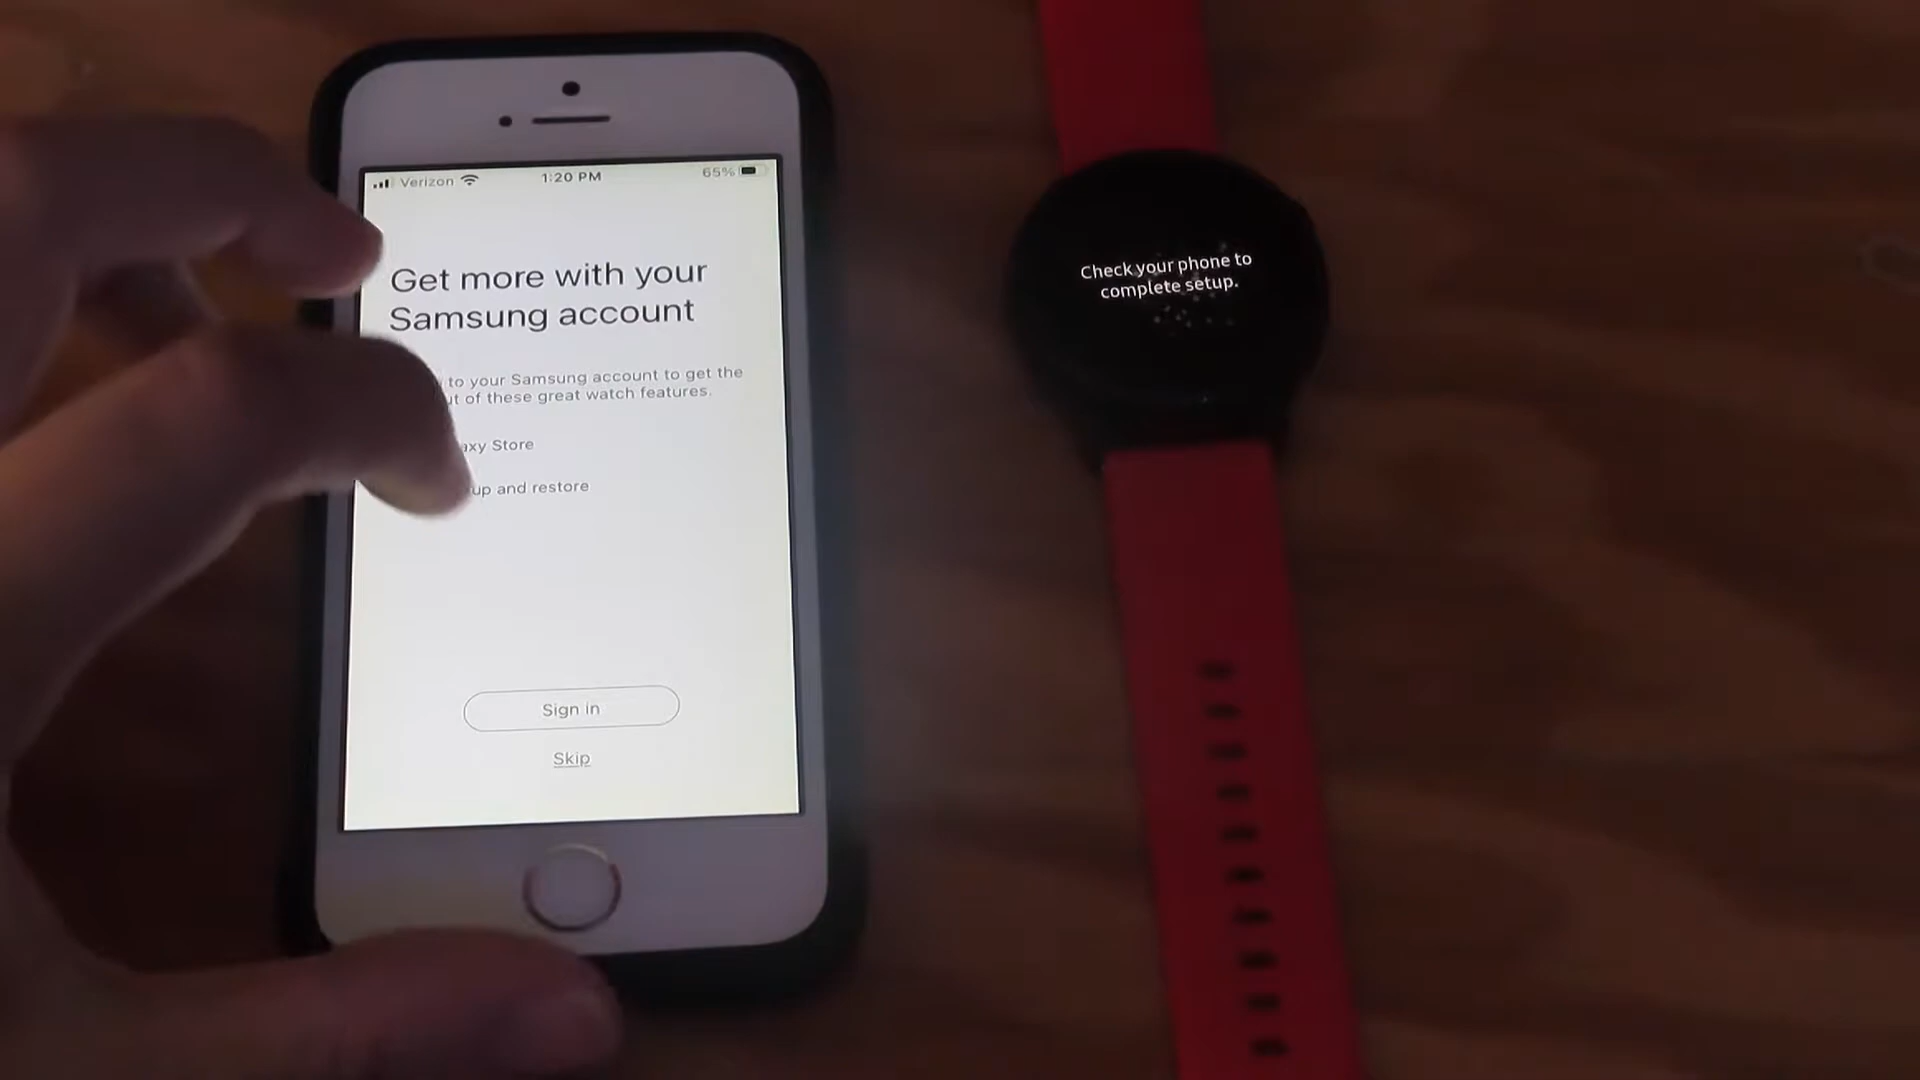 Verizon 1:20 PM 65%
Get more with your
Samsung account
to your Samsung account to get the
of these great watch features.
Store
and restore
Sign in
Skip
Check your phone to
complete setup.